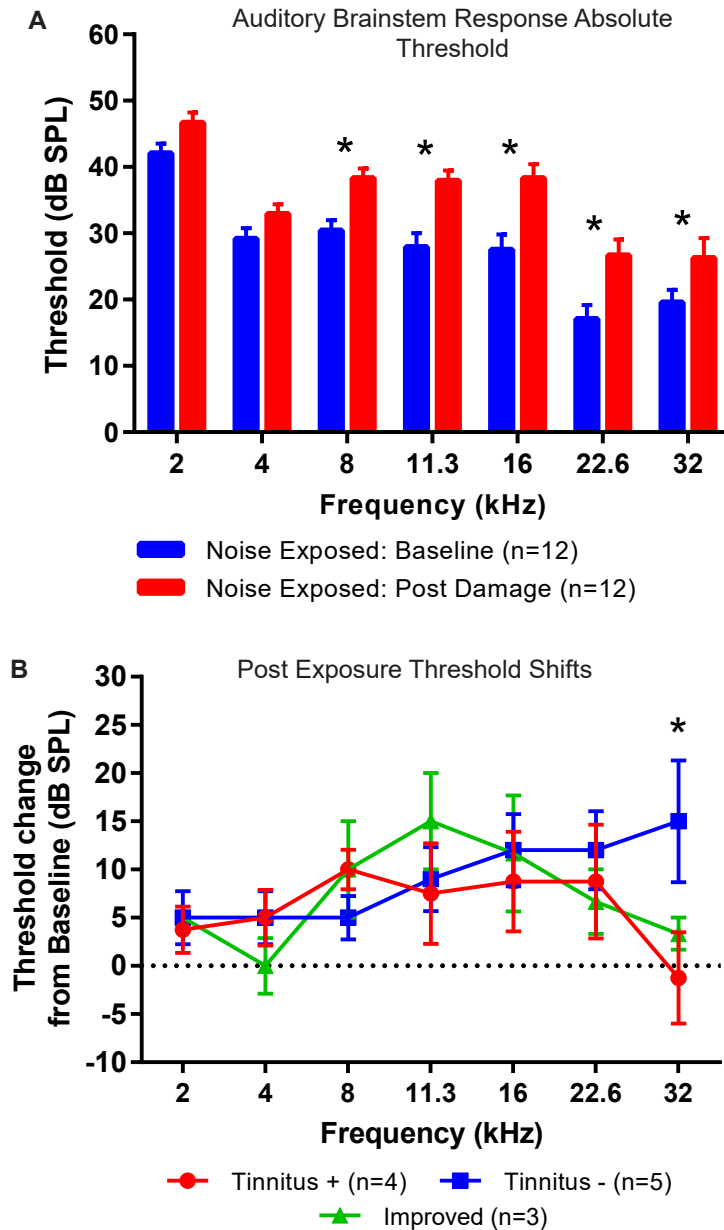 A
Auditory Brainstem Response Absolute
Threshold
60
50
40
30
20
10
0
Threshold (dB SPL)
* * * * *
2 4 8 11.3 16 22.6 32
Frequency (kHz)
Noise Exposed: Baseline (n=12)
Noise Exposed: Post Damage (n=12)
B
Post Exposure Threshold Shifts
30
25
20
15
10
5
0
-5
-10
Threshold change
from Baseline (dB SPL)
*
2 4 8 11.3 16 22.6 32
Frequency (kHz)
Tinnitus + (n=4) Tinnitus - (n=5)
Improved (n=3)